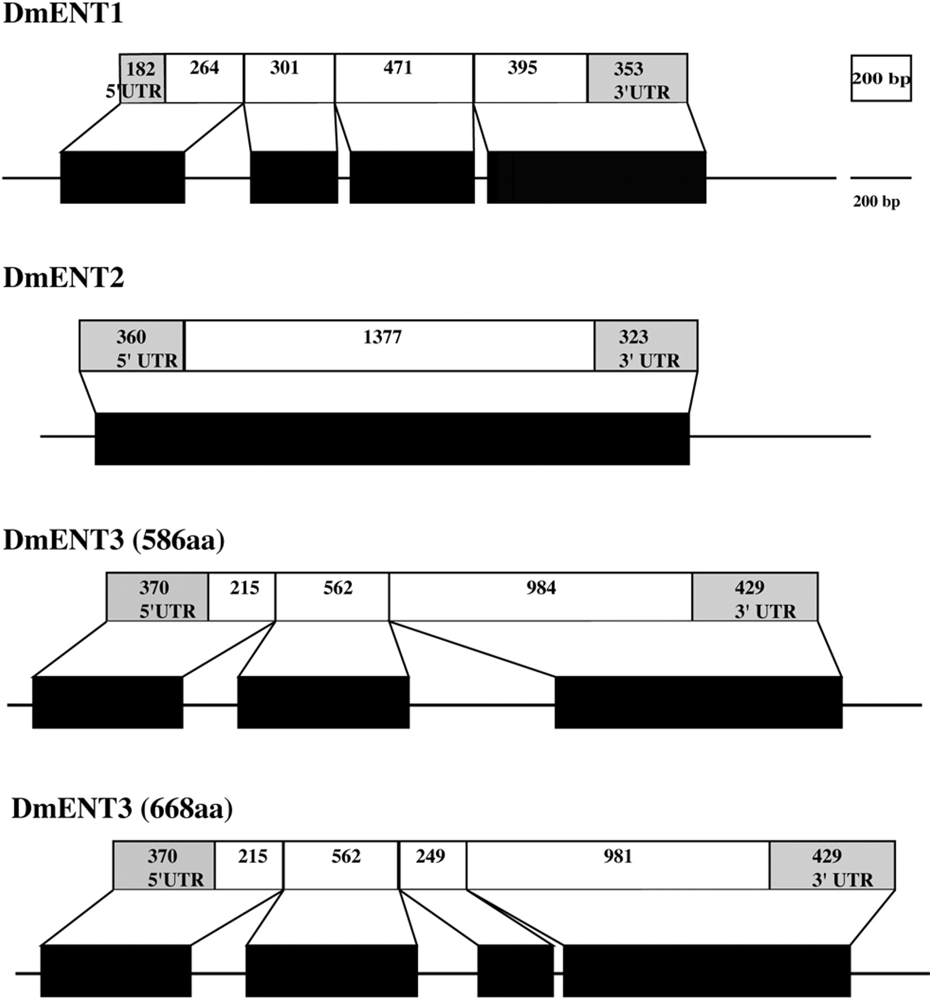 DmENT1
182 264 301 471 395 353
5'UTR 3'UTR
200 bp
200 bp
DmENT2
360 1377 323
5' UTR 3' UTR
DmENT3 (586aa)
370 215 562 984 429
5'UTR 3' UTR
DmENT3 (668aa)
370 215 562 249 981 429
5'UTR 3' UTR